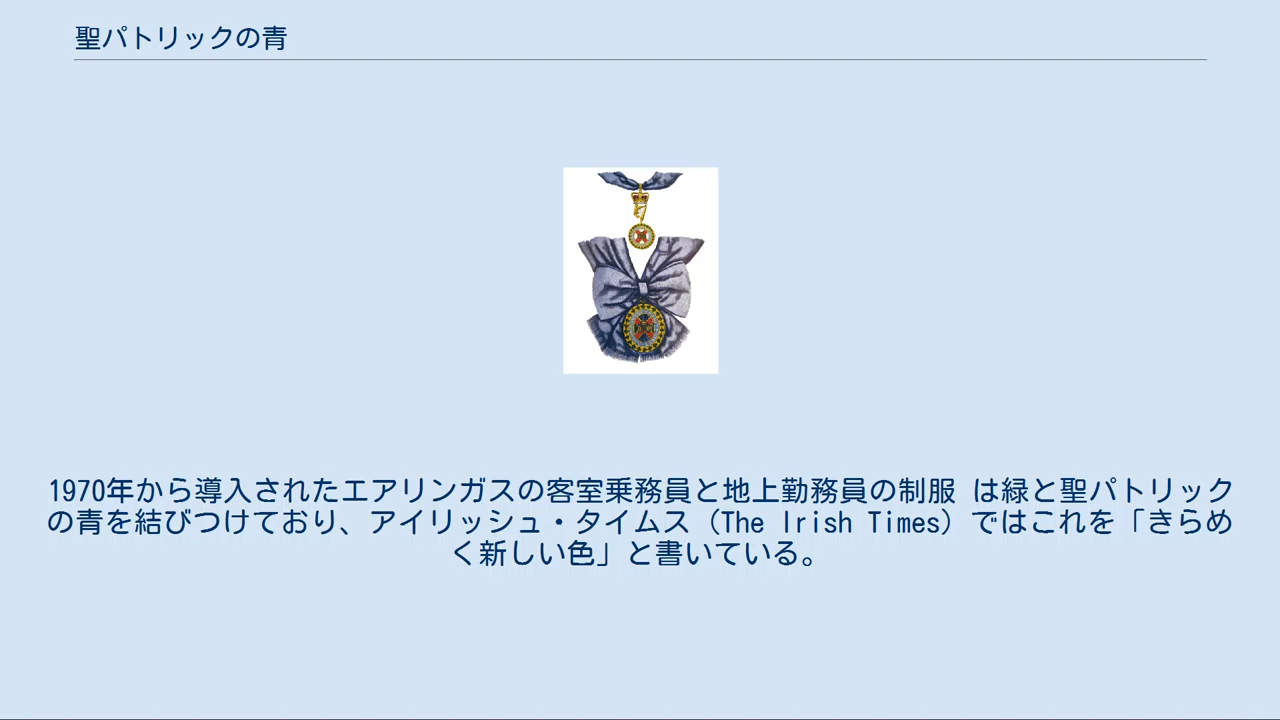 聖パトリックの青
1970年から導入されたエアリンガスの客室乗務員と地上勤務員の制服 は緑と聖パトリック
の青を結びつけており、アイリッシュ・タイムス（The Irish Times）ではこれを「きらめ
く新しい色」と書いている。